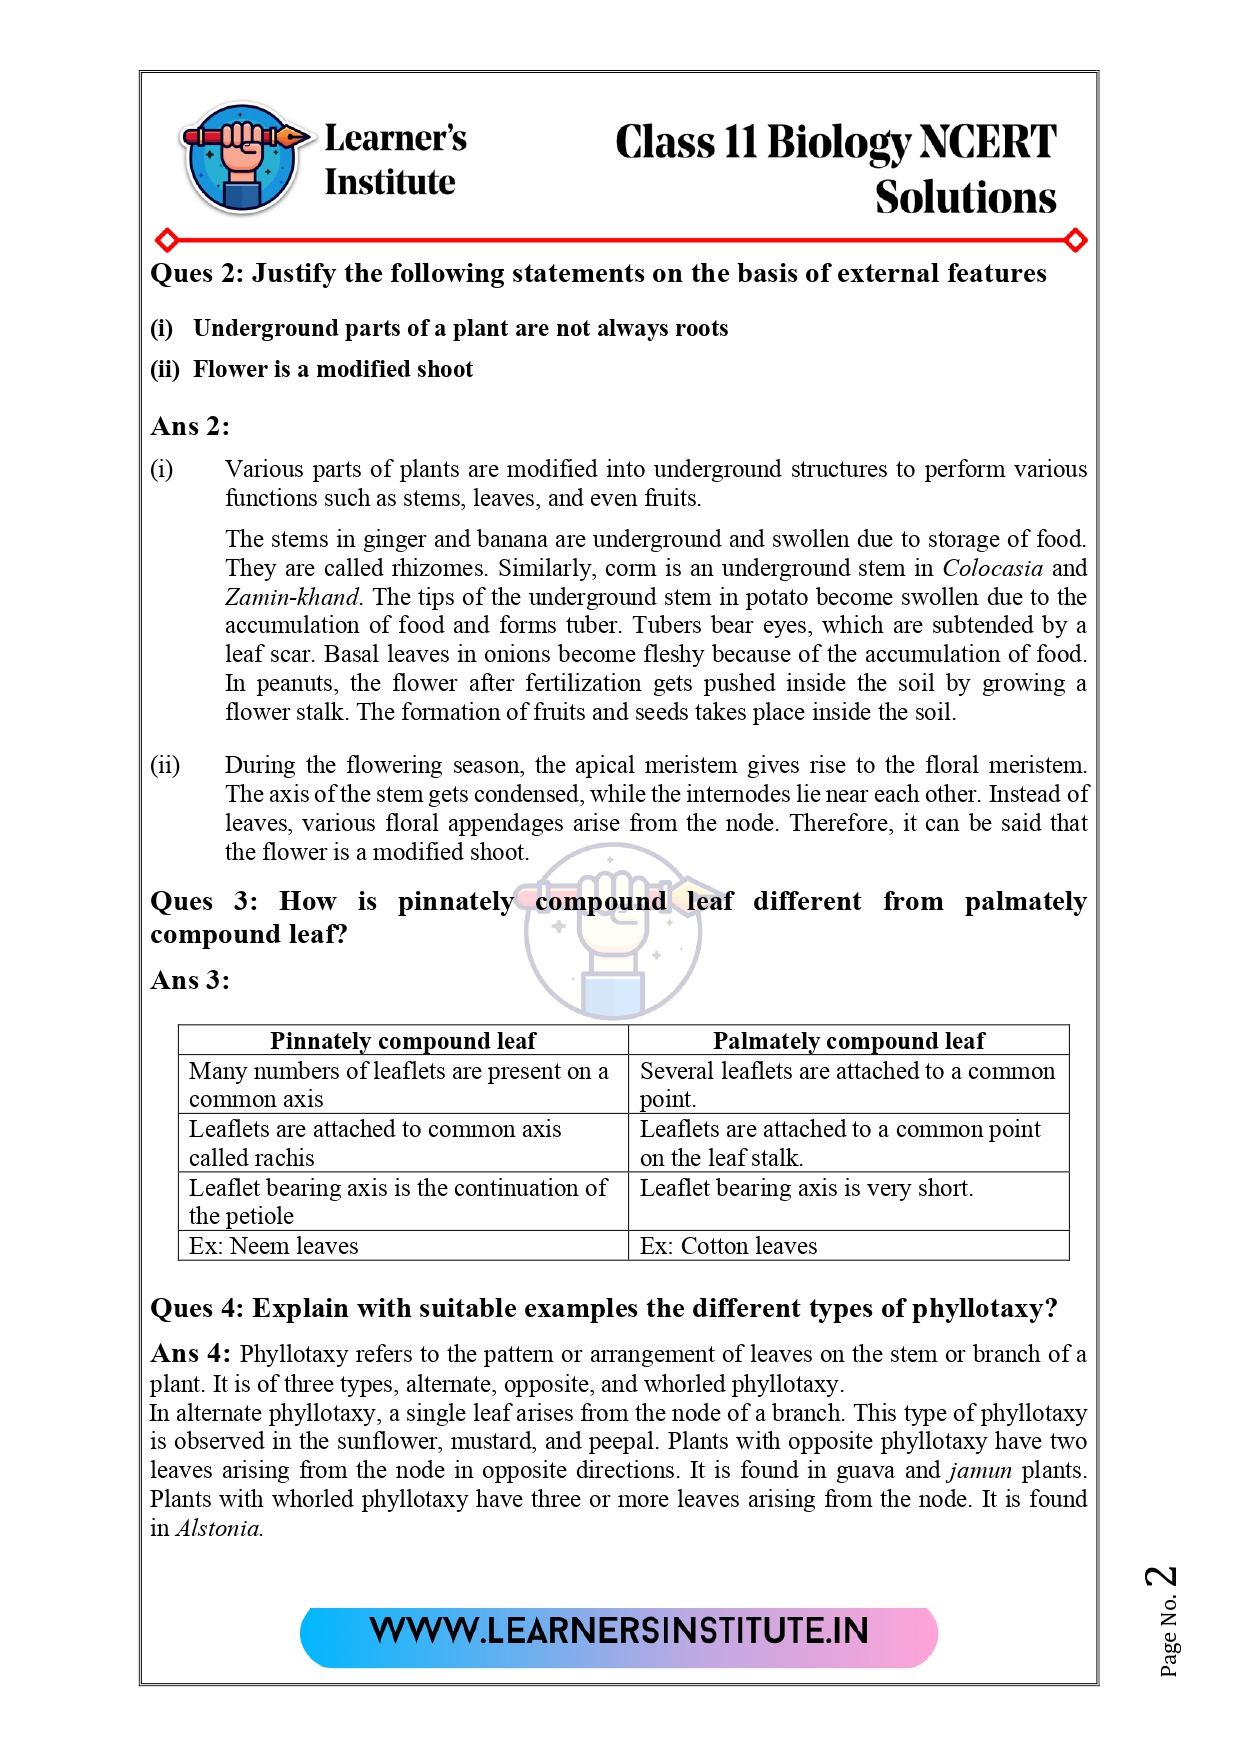 Learner's
Institute
Class 11 Biology NCERT
Solutions
Ques 2: Justify the following statements on the basis of external features
(i) Underground parts of a plant are not always roots
(ii) Flower is a modified shoot
Ans 2:
(i) Various parts of plants are modified into underground structures to perform various
functions such as stems, leaves, and even fruits.
The stems in ginger and banana are underground and swollen due to storage of food.
They are called rhizomes. Similarly, corm is an underground stem in Colocasia and
Zamin-khand. The tips of the underground stem in potato become swollen due to the
accumulation of food and forms tuber. Tubers bear eyes, which are subtended by a
leaf scar. Basal leaves in onions become fleshy because of the accumulation of food.
In peanuts, the flower after fertilization gets pushed inside the soil by growing a
flower stalk. The formation of fruits and seeds takes place inside the soil.
(ii) During the flowering season, the apical meristem gives rise to the floral meristem.
The axis of the stem gets condensed, while the internodes lie near each other. Instead of
leaves, various floral appendages arise from the node. Therefore, it can be said that
the flower is a modified shoot.
Ques 3: How is pinnately compound leaf different from palmately
compound leaf?
Ans 3:
Pinnately compound leaf
Palmately compound leaf
Many numbers of leaflets are present on a
common axis
Several leaflets are attached to a common
point.
Leaflets are attached to common axis
called rachis
Leaflets are attached to a common point
on the leaf stalk.
Leaflet bearing axis is the continuation of
the petiole
Leaflet bearing axis is very short.
Ex: Neem leaves
Ex: Cotton leaves
Ques 4: Explain with suitable examples the different types of phyllotaxy?
Ans 4: Phyllotaxy refers to the pattern or arrangement of leaves on the stem or branch of a
plant. It is of three types, alternate, opposite, and whorled phyllotaxy.
In alternate phyllotaxy, a single leaf arises from the node of a branch. This type of phyllotaxy
is observed in the sunflower, mustard, and peepal. Plants with opposite phyllotaxy have two
leaves arising from the node in opposite directions. It is found in guava and jamun plants.
Plants with whorled phyllotaxy have three or more leaves arising from the node. It is found
in Alstonia.
WWW.LEARNERSINSTITUTE.IN
Page No. 2